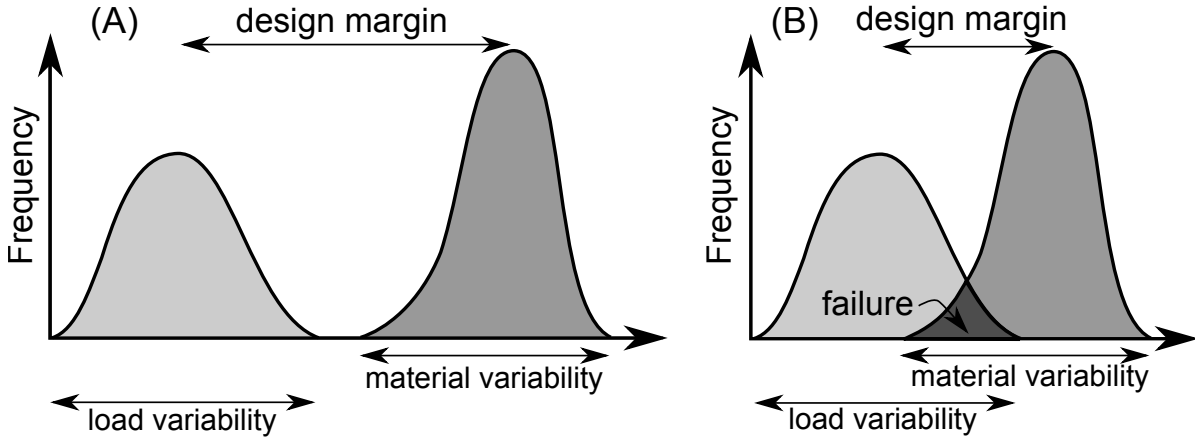 (A)
design margin
Frequency
material variability
load variability
(B)
design margin
Frequency
failure
material variability
load variability